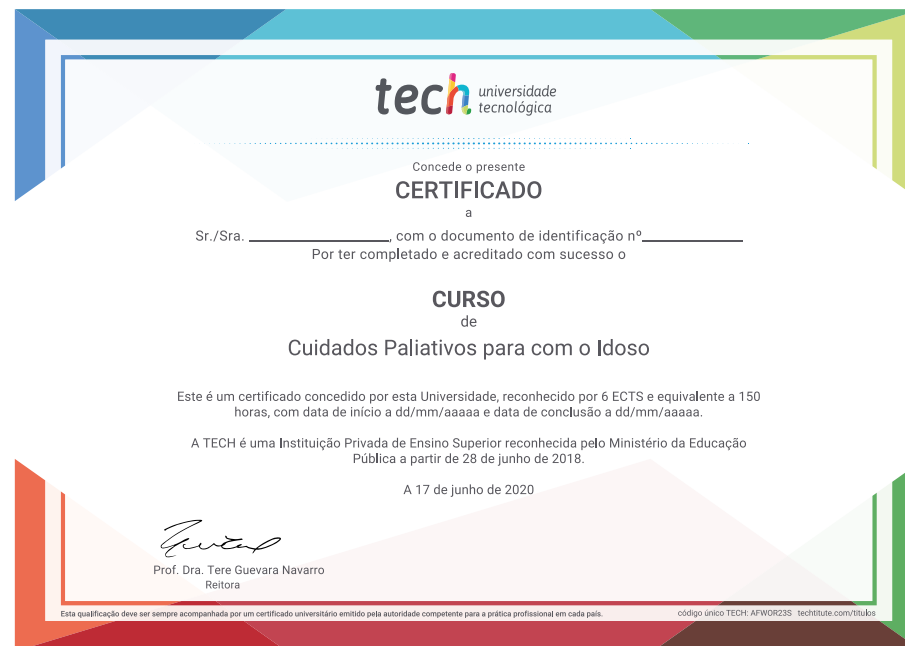 tech universidade
tecnológica
Concede o presente
CERTIFICADO
a
Sr./Sra. ____________________, com o documento de identificação nº______________
Por ter completado e acreditado com sucesso o
CURSO
de
Cuidados Paliativos para com o Idoso
Este é um certificado concedido por esta Universidade, reconhecido por 6 ECTS e equivalente a 150
horas, com data de início a dd/mm/aaaaa e data de conclusão a dd/mm/aaaaa.
A TECH é uma Instituição Privada de Ensino Superior reconhecida pelo Ministério da Educação
Pública a partir de 28 de junho de 2018.
A 17 de junho de 2020
Prof. Dra. Tere Guevara Navarro
Reitora
Esta qualificação deve ser sempre acompanhada por um certificado universitário emitido pela autoridade competente para a prática profissional em cada país.
código único TECH: AFWOR23S techtitute.com/titulos